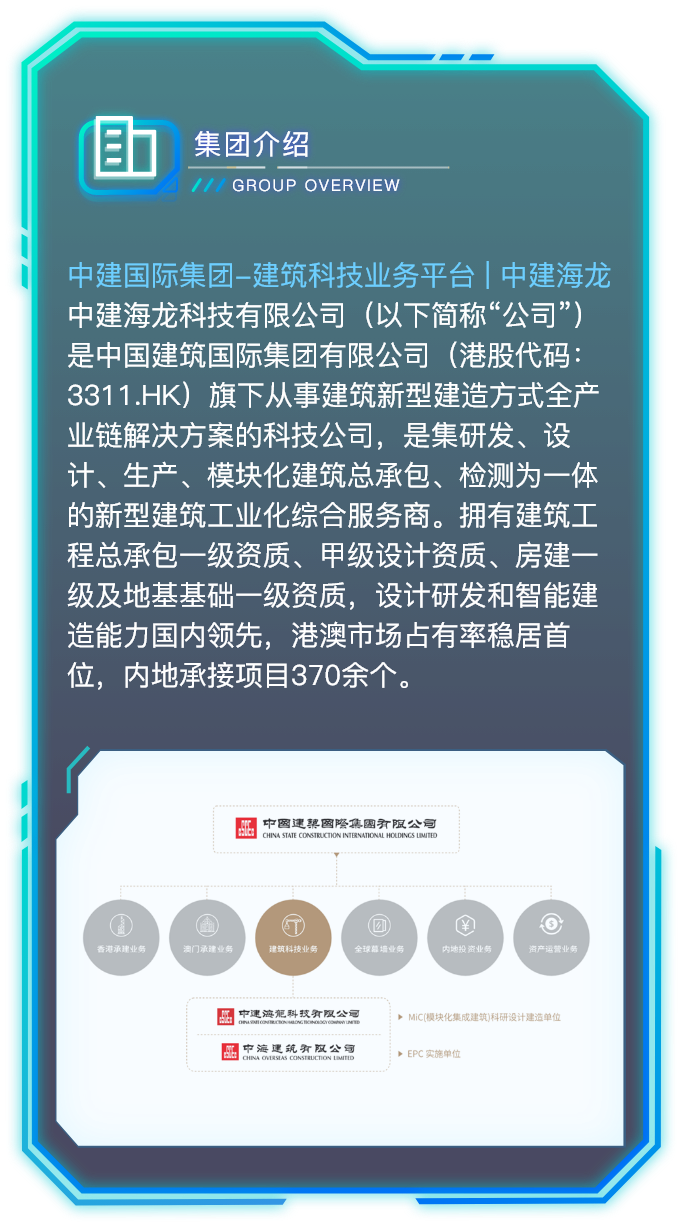 集团介绍
GROUP OVERVIEW
中建国际集团-建筑科技业务平台 | 中建海龙
中建海龙科技有限公司（以下简称“公司”）
是中国建筑国际集团有限公司（港股代码：
3311.HK）旗下从事建筑新型建造方式全产
业链解决方案的科技公司，是集研发、设
计、生产、模块化建筑总承包、检测为一体
的新型建筑工业化综合服务商。拥有建筑工
程总承包一级资质、甲级设计资质、房建一
级及地基基础一级资质，设计研发和智能建
造能力国内领先，港澳市场占有率稳居首
位，内地承接项目370余个。
中國建築國際集團有限公司
CHINA STATE CONSTRUCTION INTERNATIONAL HOLDINGS LIMITED
香港承建业务 澳门承建业务 建筑科技业务 全球幕墙业务 内地投资业务 资产运营业务
中建海龍科技有限公司
CHINA STATE CONSTRUCTION HAILONG TECHNOLOGY COMPANY LIMITED
MiC(模块化集成建筑)科研设计建造单位
中海建筑有限公司
CHINA OVERSEAS CONSTRUCTION LIMITED
EPC 实施单位